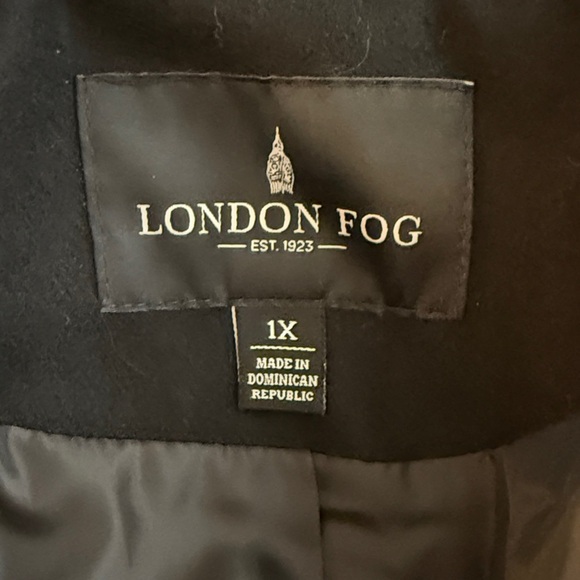 LONDON FOG
EST. 1923
1X
MADE IN
DOMINICAN
REPUBLIC